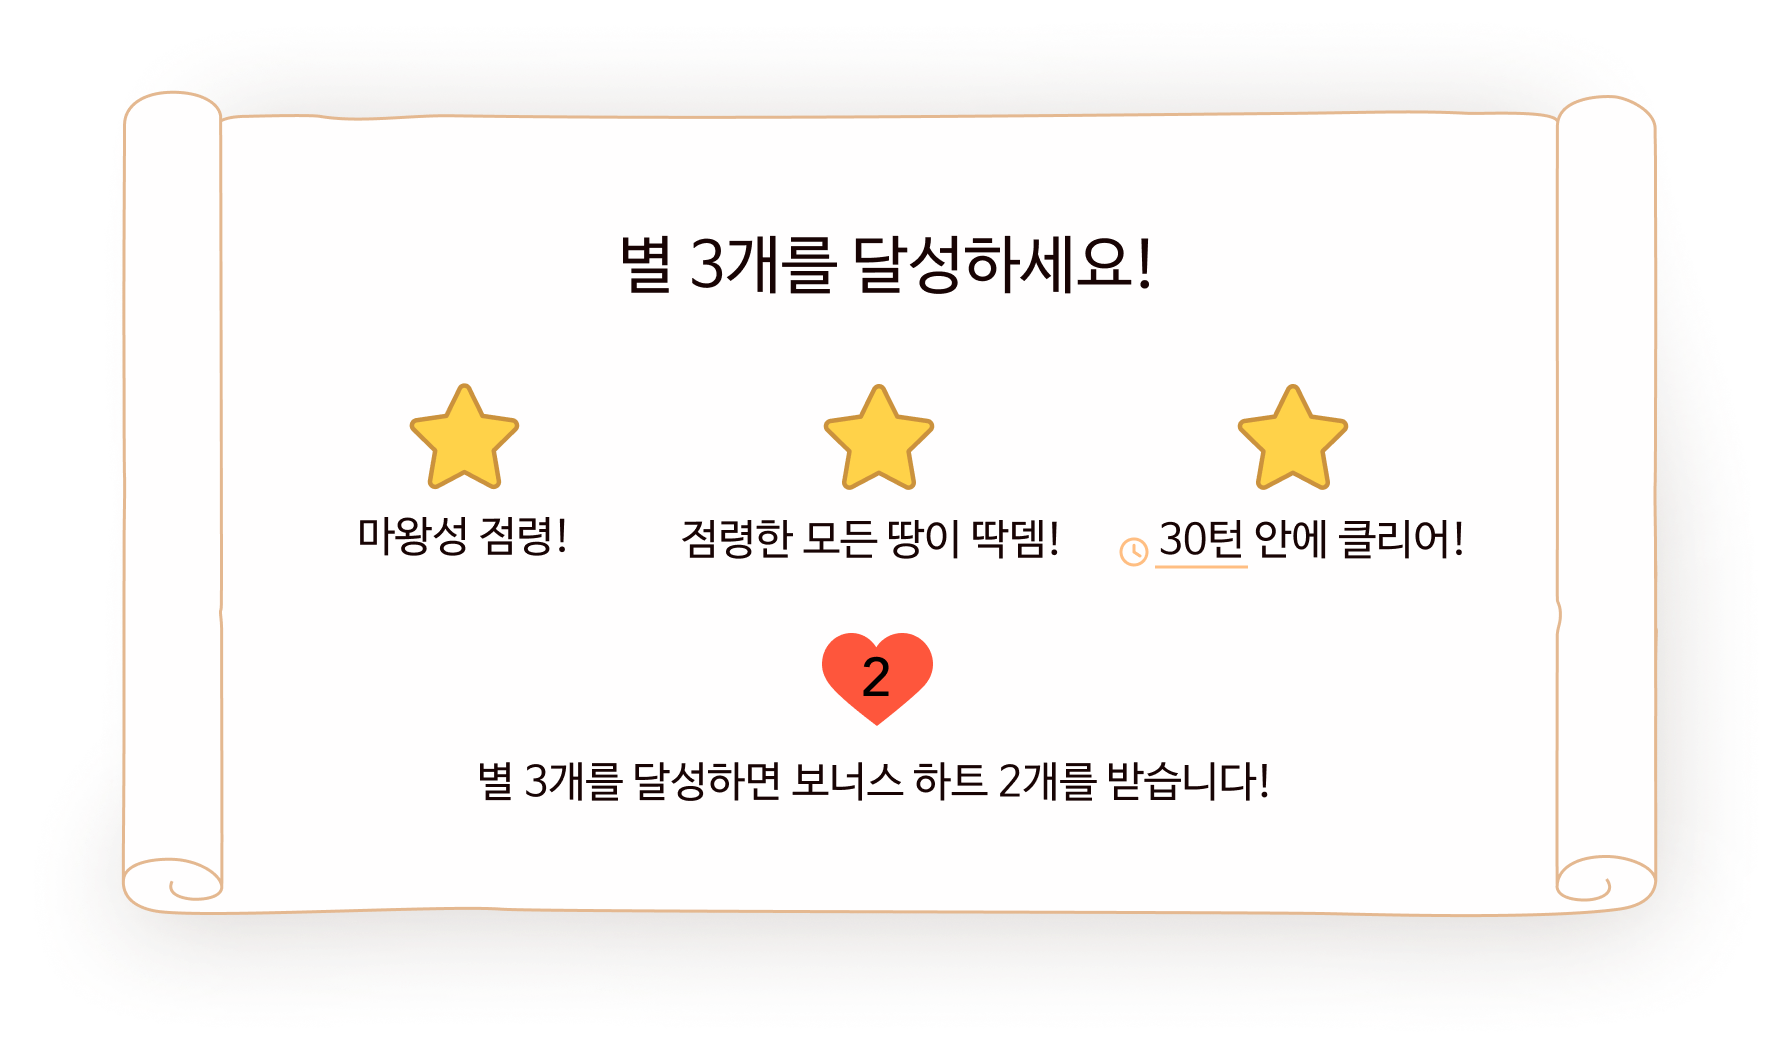 별 3개를 달성하세요!
마왕성 점령!
점령한 모든 땅이 딱뎀!
30턴 안에 클리어!
2
별 3개를 달성하면 보너스 하트 2개를 받습니다!